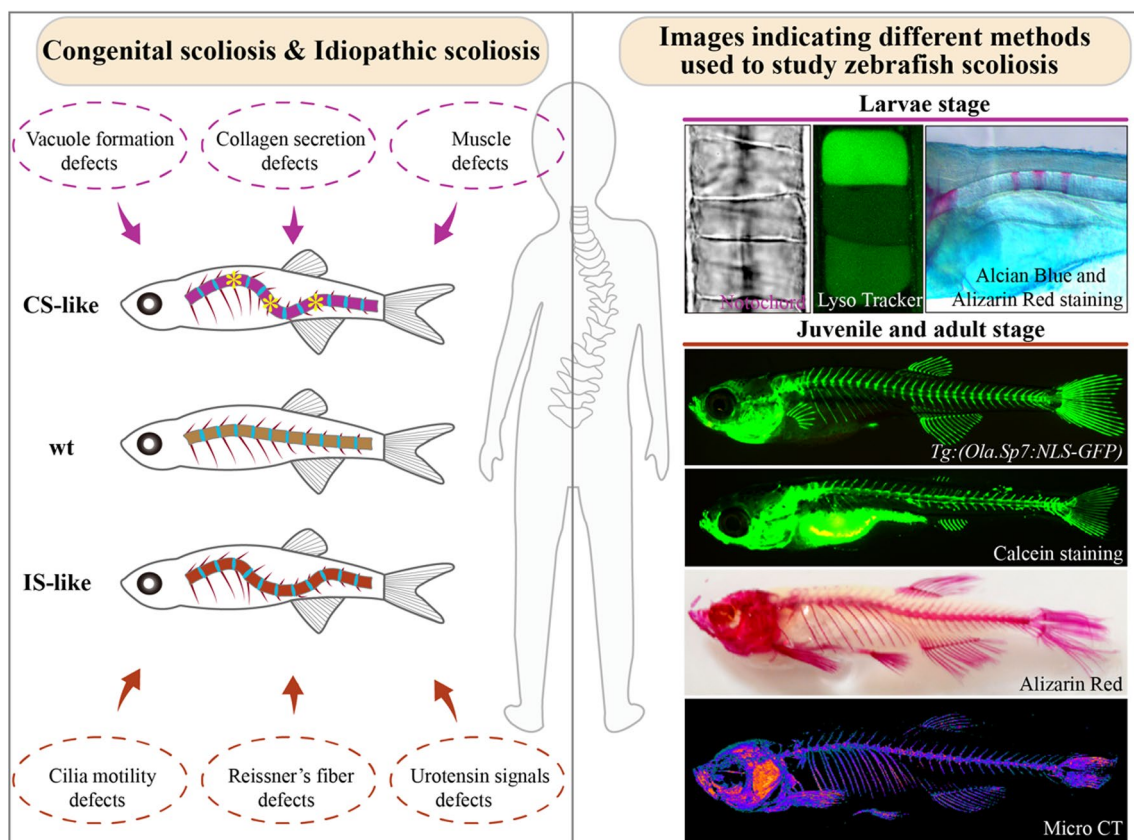 Congenital scoliosis & Idiopathic scoliosis
Vacuole formation
defects
Collagen secretion
defects
Muscle
defects
CS-like
wt
IS-like
Cilia motility
defects
Reissner’s fiber
defects
Urotensin signals
defects
Images indicating different methods
used to study zebrafish scoliosis
Larvae stage
Notochord
Lyso Tracker
Alcian Blue and
Alizarin Red staining
Juvenile and adult stage
Tg:(Ola.Sp7:NLS-GFP)
Calcein staining
Alizarin Red
Micro CT